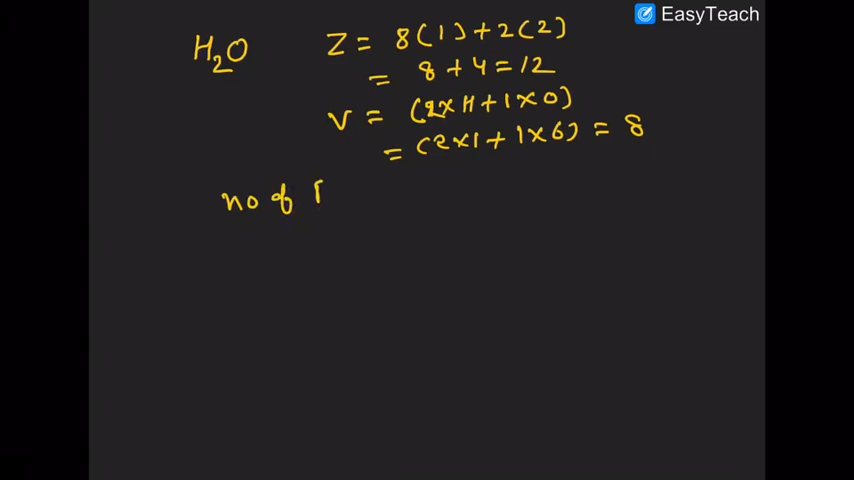 EasyTeach
H₂O Z = 8(1) + 2(2)
= 8 + 4 = 12
V = (2×H + 1×O)
= (2×1 + 1×6) = 8
no of